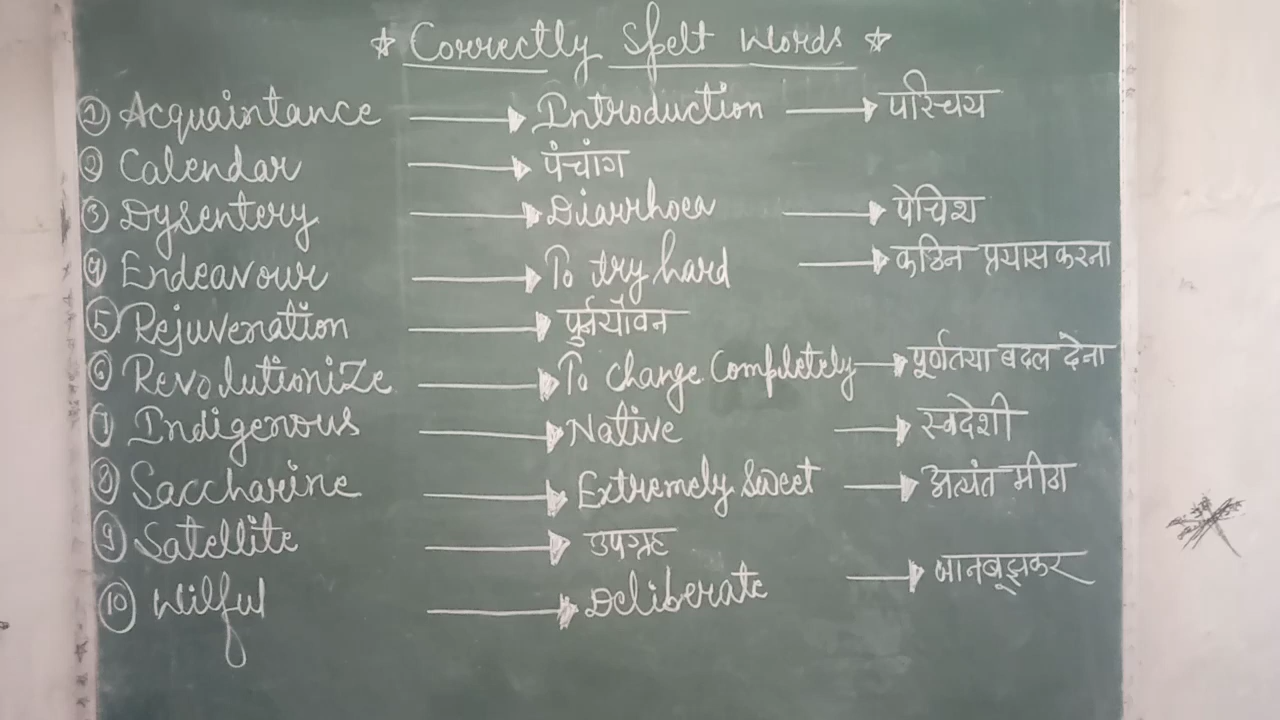 ☆ Correctly Spelt Words ☆
① Acquaintance → Introduction → परिचय
② Calendar → पंचांग
③ Dysentery → Diarrhoea → पेचिश
④ Endeavour → To try hard → कठिन प्रयास करना
⑤ Rejuvenation → पुर्नयौवन
⑥ Revolutionize → To change Completely → पूर्णतया बदल देना
⑦ Indigenous → Native → स्वदेशी
⑧ Saccharine → Extremely Sweet → अत्यंत मीठा
⑨ Satellite → उपग्रह
⑩ Wilful → Deliberate → जानबूझकर